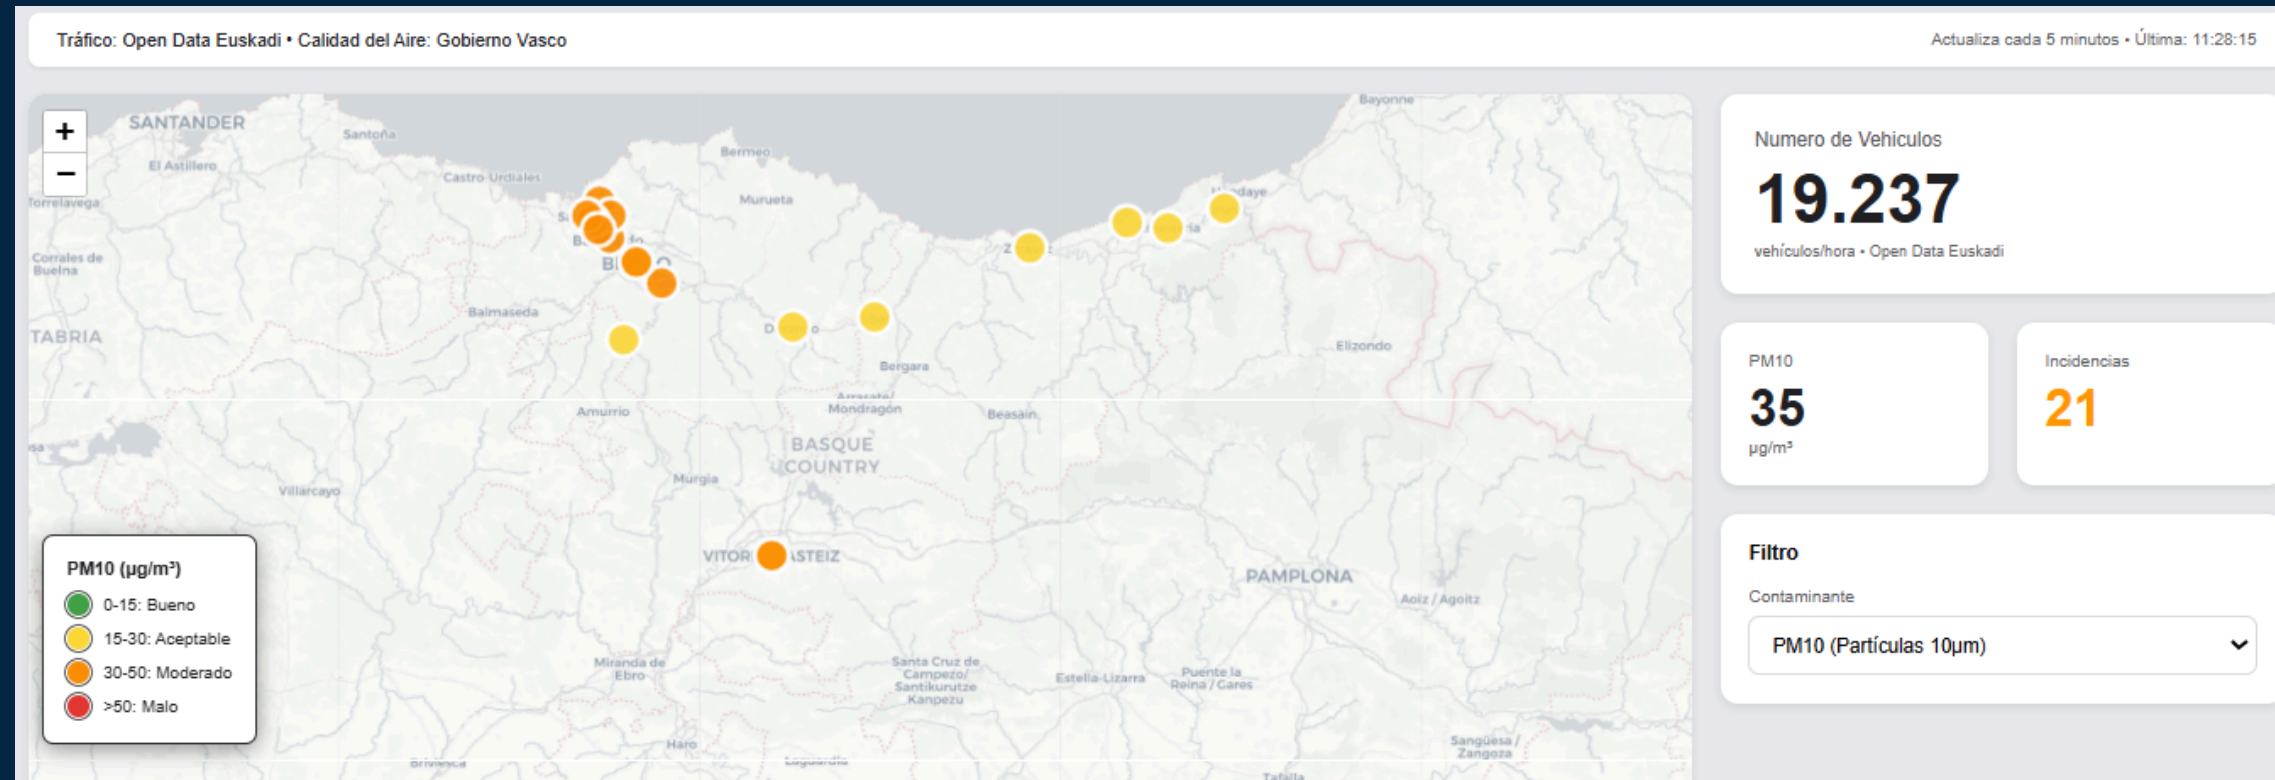 Tráfico: Open Data Euskadi • Calidad del Aire: Gobierno Vasco
Actualiza cada 5 minutos • Última: 11:28:15
+
−
SANTANDER
Santoña
El Astillero
Castro-Urdiales
Bermeo
Bayonne
Murueta
Torrelavega
Corrales de
Buelna
Balmaseda
TABRIA
Elizondo
Bergara
Amurrio
Arrasate/
Mondragón
Beasain
BASQUE
COUNTRY
Murgia
Villarcayo
PAMPLONA
Aoiz / Agoitz
Miranda de
Ebro
Santa Cruz de
Campezo/
Santikurutze
Kanpezu
Estella-Lizarra
Puente la
Reina / Gares
Haro
Sangüesa /
Zangoza
Briviesca
Laguardia
Tafalla
PM10 (µg/m³)
0-15: Bueno
15-30: Aceptable
30-50: Moderado
>50: Malo
Numero de Vehiculos
19.237
vehículos/hora • Open Data Euskadi
PM10
35
µg/m³
Incidencias
21
Filtro
Contaminante
PM10 (Partículas 10µm)